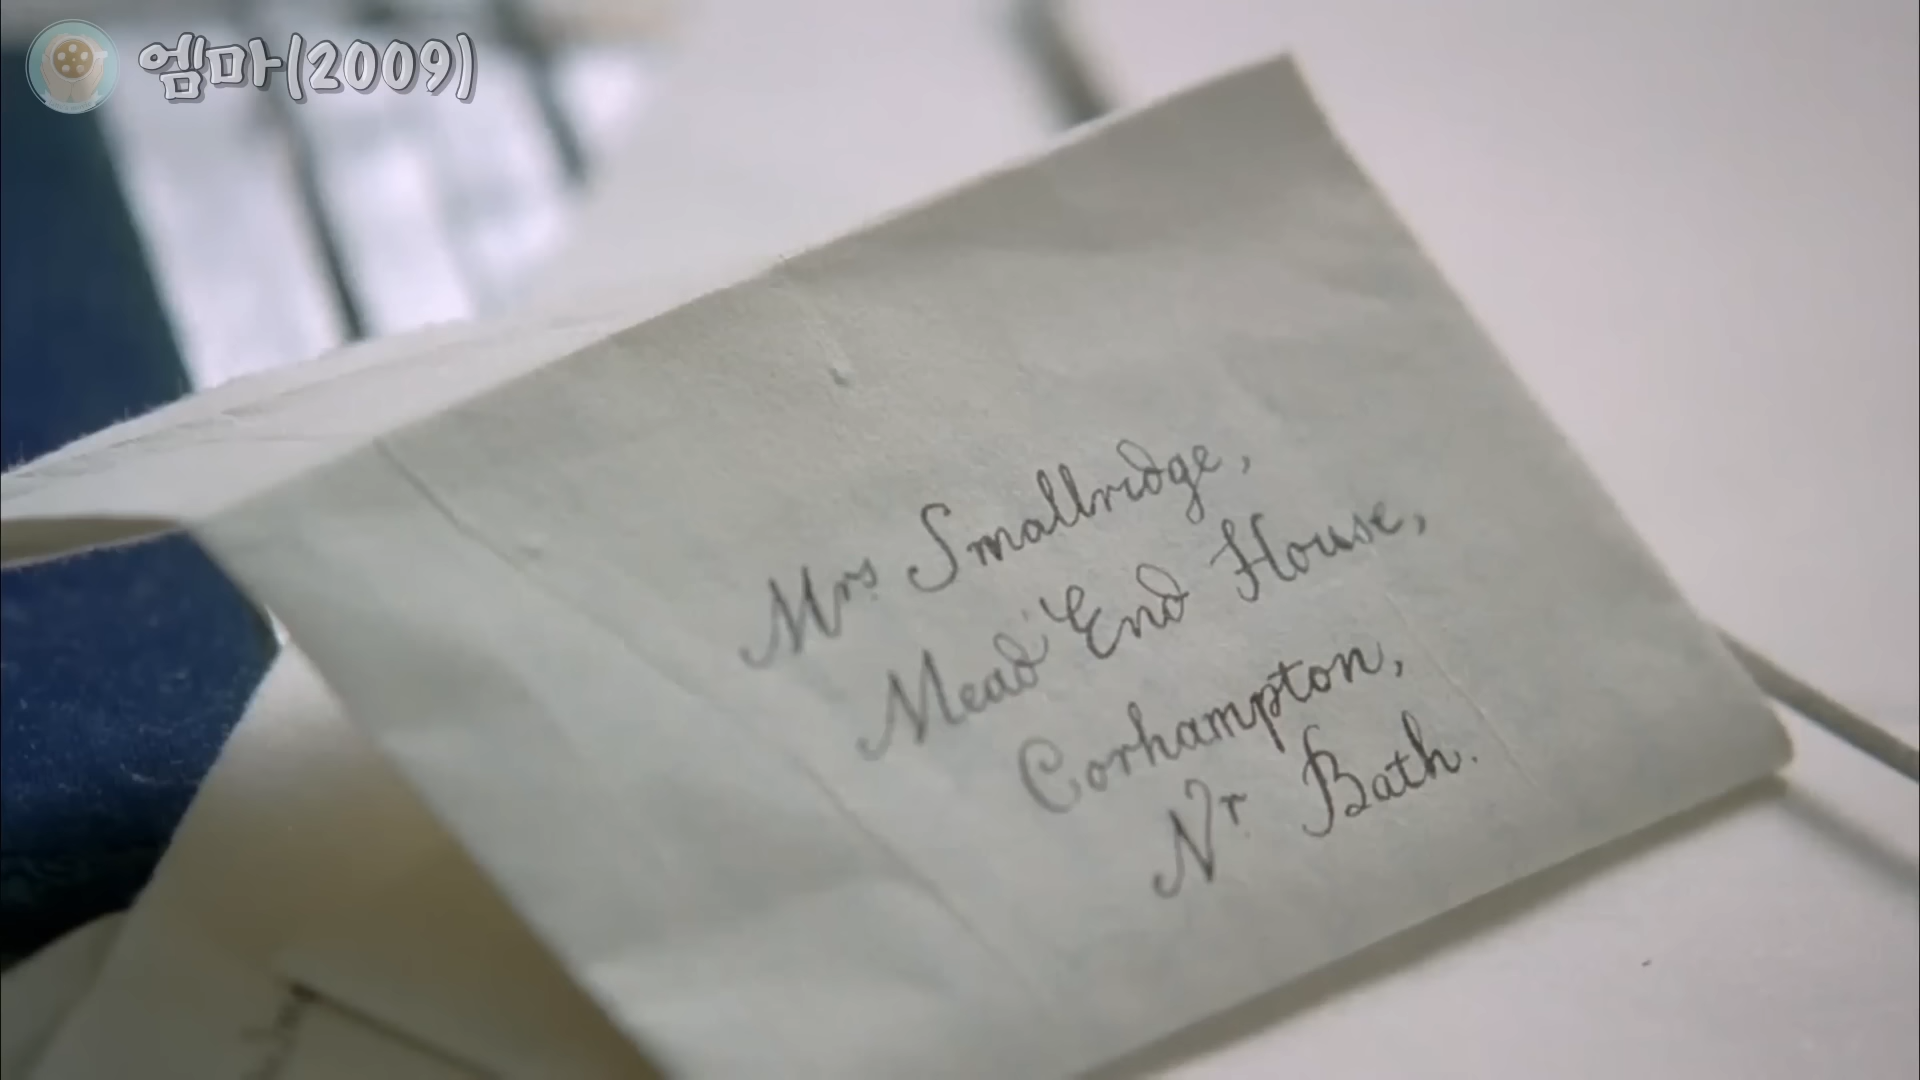 엠마(2009)
Mrs. Smallridge,
Mead End House,
Corhampton,
Nr. Bath.